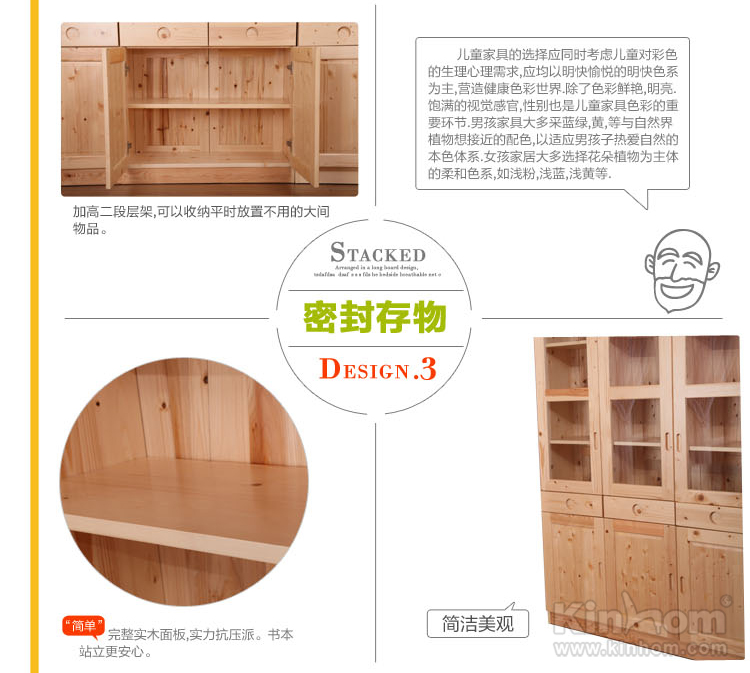 儿童家具的选择应同时考虑儿童对彩色
的生理心理需求,应均以明快愉悦的明快色系
为主,营造健康色彩世界.除了色彩鲜艳,明亮.
饱满的视觉感官,性别也是儿童家具色彩的重
要环节.男孩家具大多采蓝绿,黄,等与自然界
植物想接近的配色,以适应男孩子热爱自然的
本色体系.女孩家居大多选择花朵植物为主体
的柔和色系,如浅粉,浅蓝,浅黄等.
加高二段层架,可以收纳平时放置不用的大间
物品。
STACKED
Arranged in a long board design,
密封存物
DESIGN.3
“简单”
完整实木面板,实力抗压派。书本
站立更安心。
简洁美观
Kinhom
www.kinhom.com